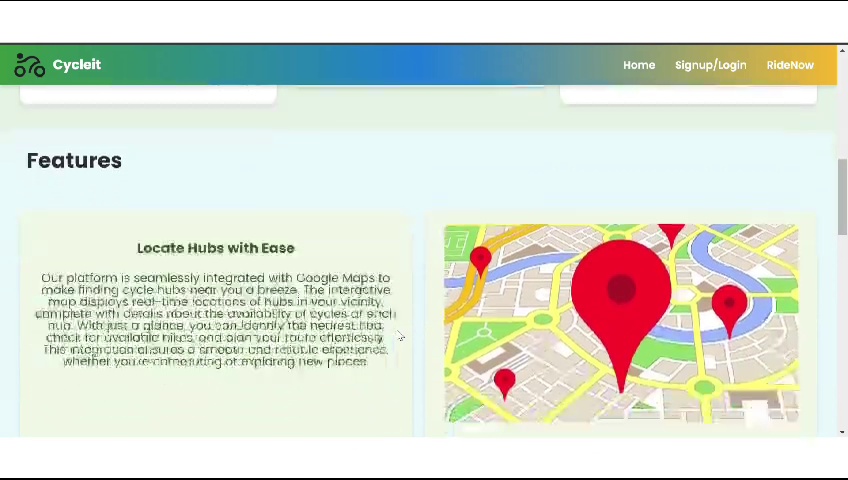 Cycleit
Home Signup/Login RideNow
Features
Locate Hubs with Ease
Our platform is seamlessly integrated with Google Maps to
make finding cycle hubs near you a breeze. The interactive
map displays real-time locations of hubs in your vicinity,
complete with details about the availability of cycles at each
hub. With just a glance, you can identify the nearest hub,
check for available bikes, and plan your route effortlessly.
This integration ensures a smooth and reliable experience,
whether you're commuting or exploring new places.